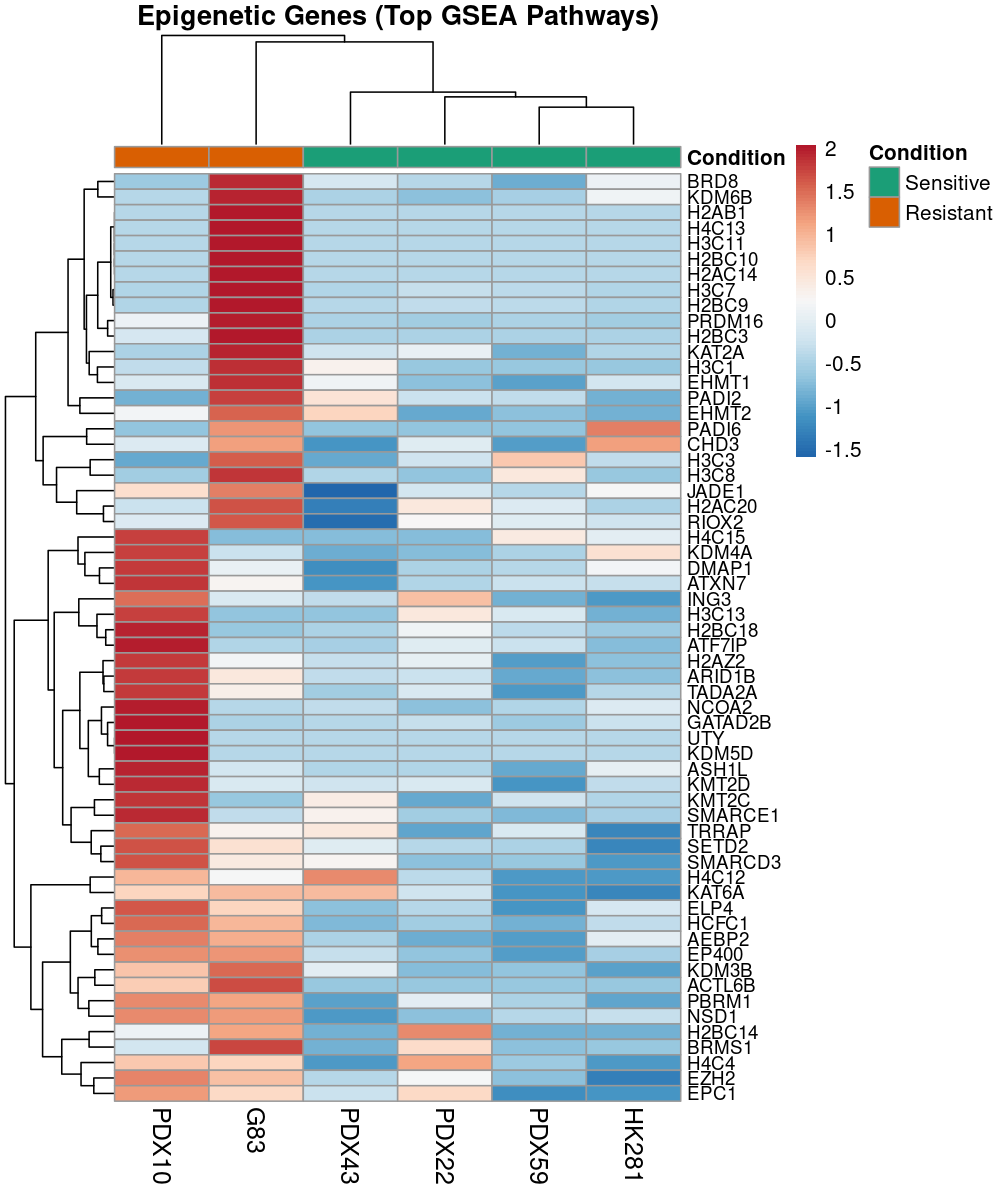 Epigenetic Genes (Top GSEA Pathways)
Condition
BRD8
KDM6B
H2AB1
H4C13
H3C11
H2BC10
H2AC14
H3C7
H2BC9
PRDM16
H2BC3
KAT2A
H3C1
EHMT1
PADI2
EHMT2
PADI6
CHD3
H3C3
H3C8
JADE1
H2AC20
RIOX2
H4C15
KDM4A
DMAP1
ATXN7
ING3
H3C13
H2BC18
ATF7IP
H2AZ2
ARID1B
TADA2A
NCOA2
GATAD2B
UTY
KDM5D
ASH1L
KMT2D
KMT2C
SMARCE1
TRRAP
SETD2
SMARCD3
H4C12
KAT6A
ELP4
HCFC1
AEBP2
EP400
KDM3B
ACTL6B
PBRM1
NSD1
H2BC14
BRMS1
H4C4
EZH2
EPC1
PDX10
G83
PDX43
PDX22
PDX59
HK281
2
1.5
1
0.5
0
-0.5
-1
-1.5
Condition
Sensitive
Resistant